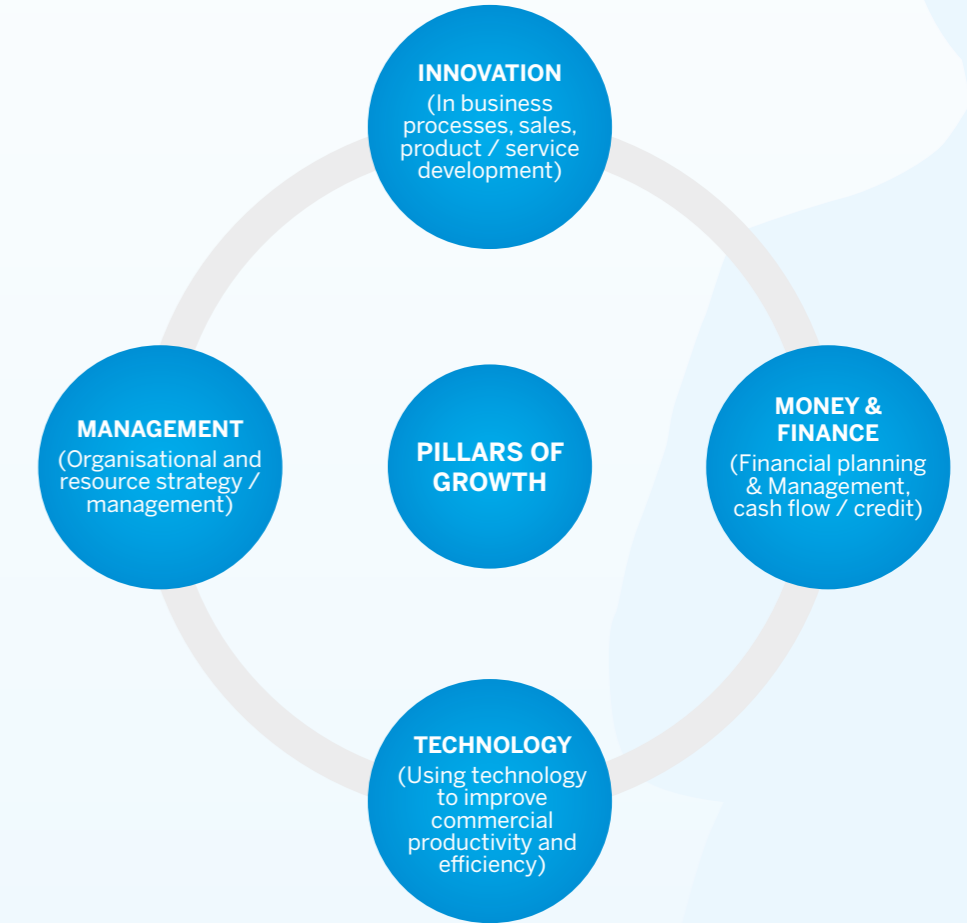 INNOVATION
(In business
processes, sales,
product / service
development)
MANAGEMENT
(Organisational and
resource strategy /
management)
PILLARS OF
GROWTH
MONEY &
FINANCE
(Financial planning
& Management,
cash flow / credit)
TECHNOLOGY
(Using technology
to improve
commercial
productivity and
efficiency)